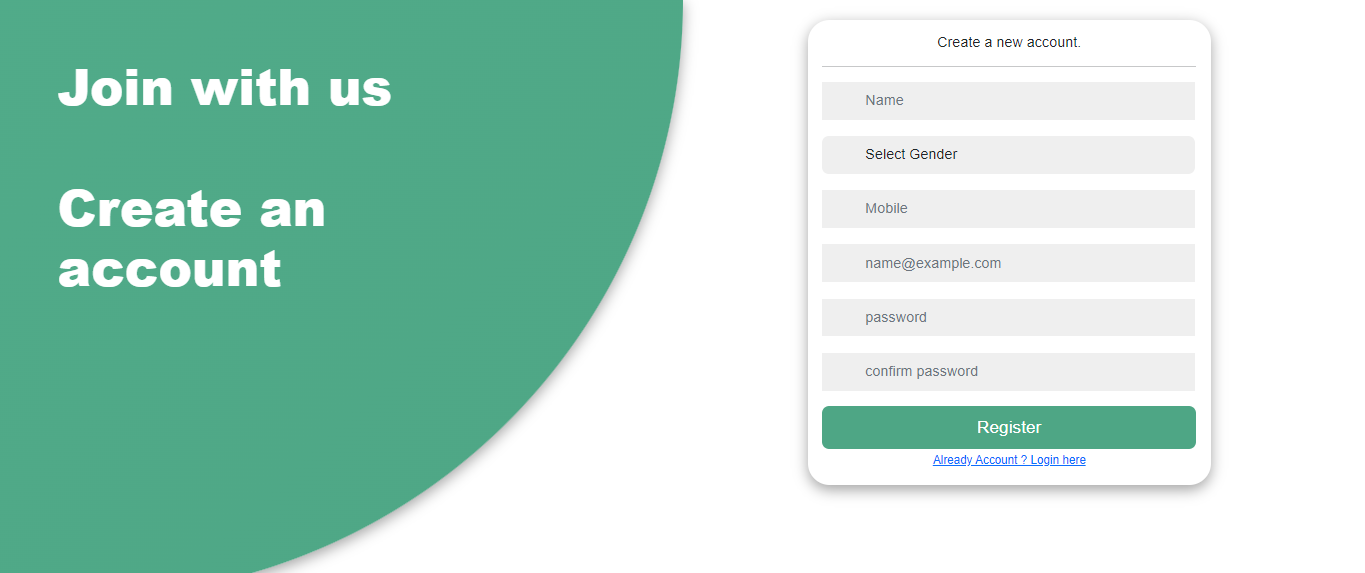 Join with us
Create an
account
Create a new account.
Name
Select Gender
Mobile
name@example.com
password
confirm password
Register
Already Account ? Login here